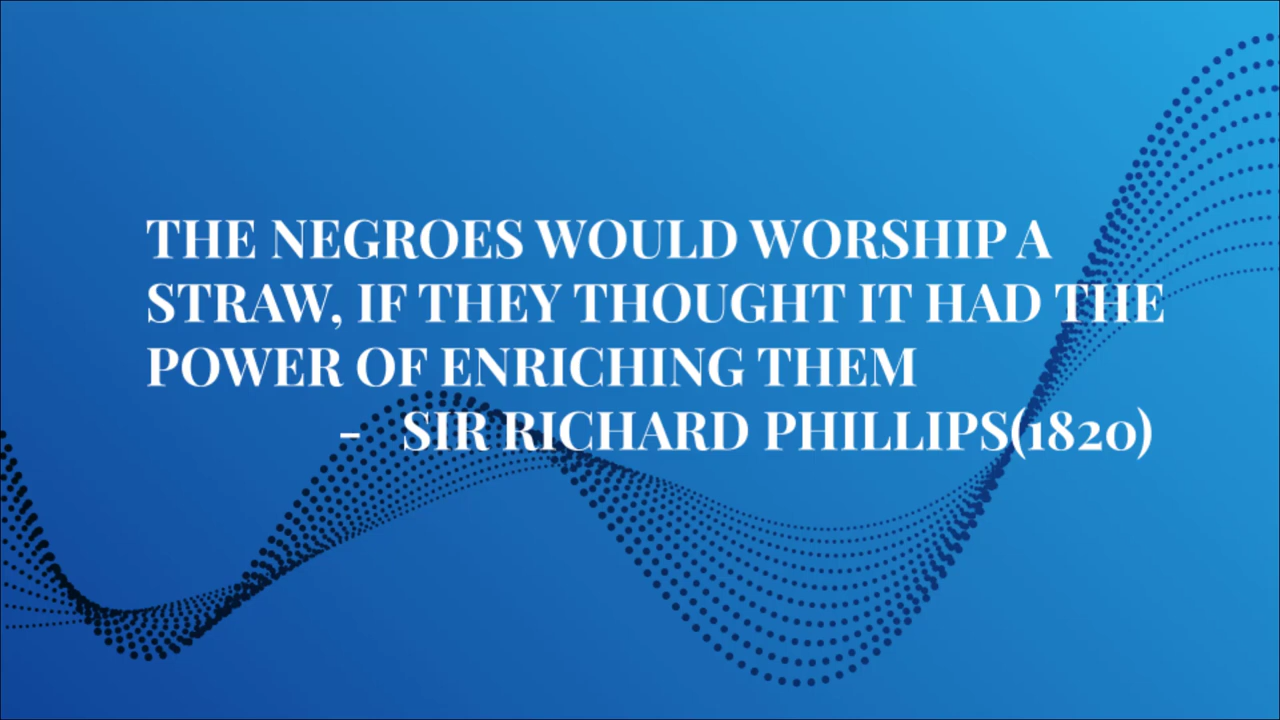 THE NEGROES WOULD WORSHIP A
STRAW, IF THEY THOUGHT IT HAD THE
POWER OF ENRICHING THEM
- SIR RICHARD PHILLIPS(1820)